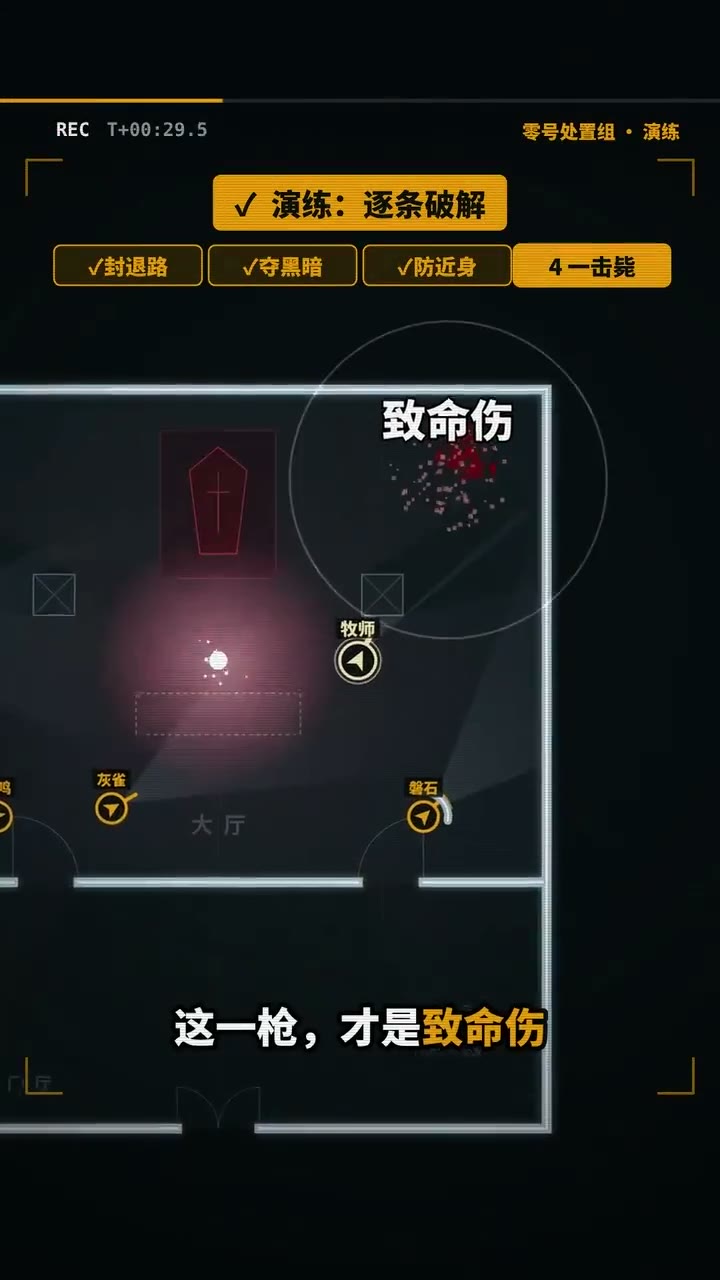 REC T+00:29.5
零号处置组 · 演练
✓ 演练：逐条破解
✓封退路
✓夺黑暗
✓防近身
4 一击毙
致命伤
牧师
灰雀
磐石
大厅
这一枪，才是致命伤
厅